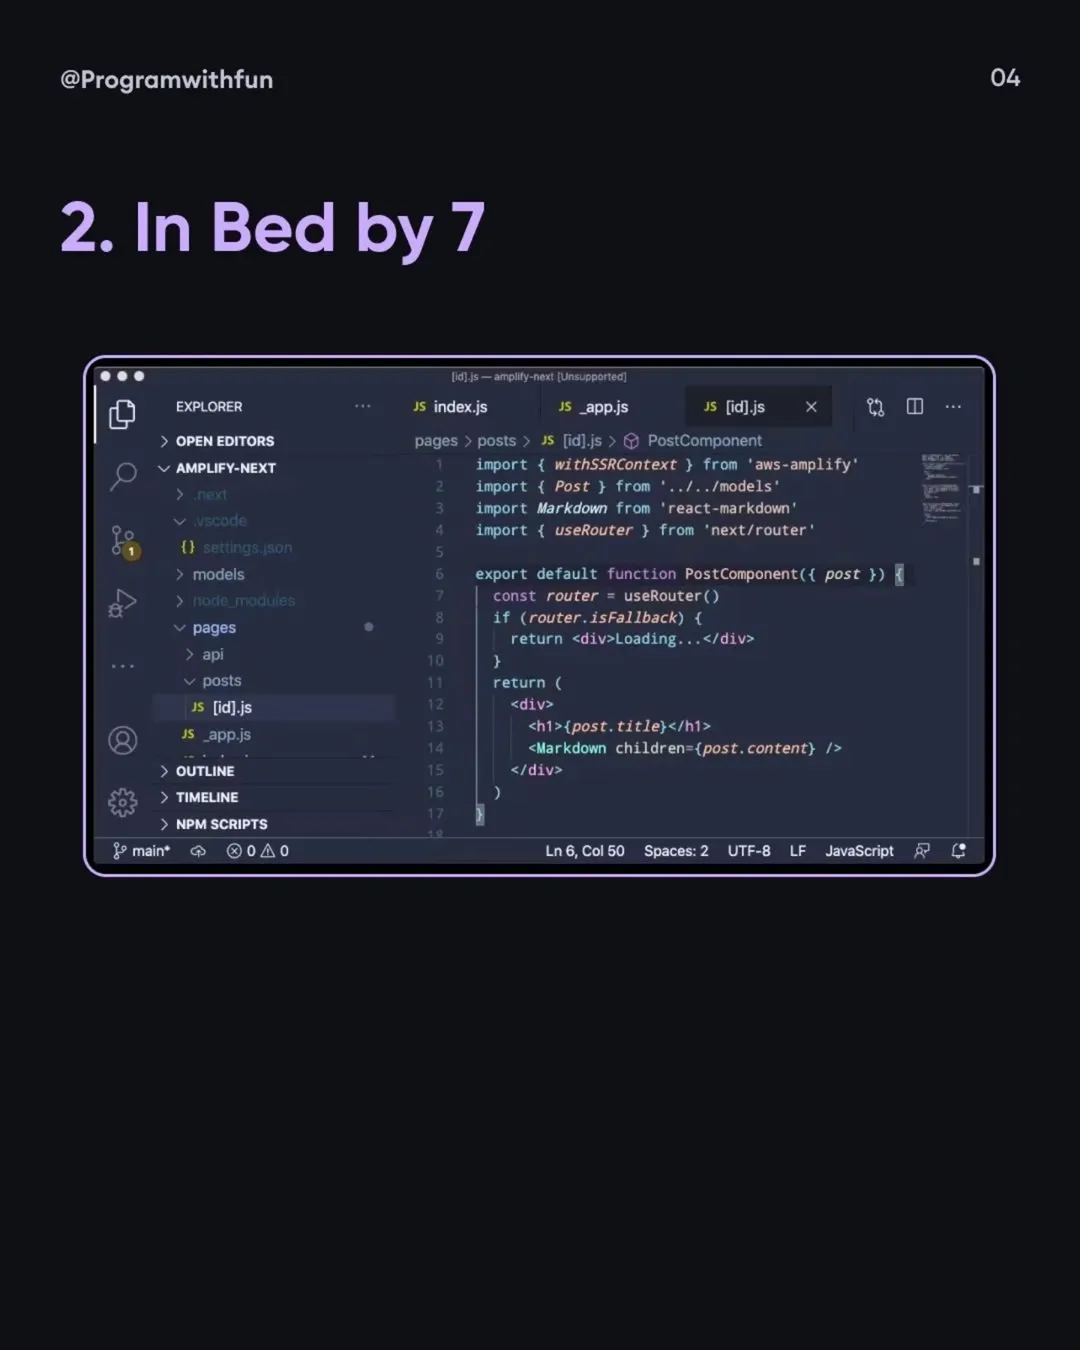 @Programwithfun
04
2. In Bed by 7
[id].js — amplify-next [Unsupported]
EXPLORER
OPEN EDITORS
AMPLIFY-NEXT
.next
.vscode
{} settings.json
models
node_modules
pages
api
posts
JS [id].js
JS _app.js
OUTLINE
TIMELINE
NPM SCRIPTS
JS index.js
JS _app.js
JS [id].js
pages > posts > JS [id].js > PostComponent
1 import { withSSRContext } from 'aws-amplify'
2 import { Post } from '../../models'
3 import Markdown from 'react-markdown'
4 import { useRouter } from 'next/router'
5
6 export default function PostComponent({ post }) {
7 const router = useRouter()
8 if (router.isFallback) {
9 return <div>Loading...</div>
10 }
11 return (
12 <div>
13 <h1>{post.title}</h1>
14 <Markdown children={post.content} />
15 </div>
16 )
17 }
18
1
main*
0 0
Ln 6, Col 50 Spaces: 2 UTF-8 LF JavaScript